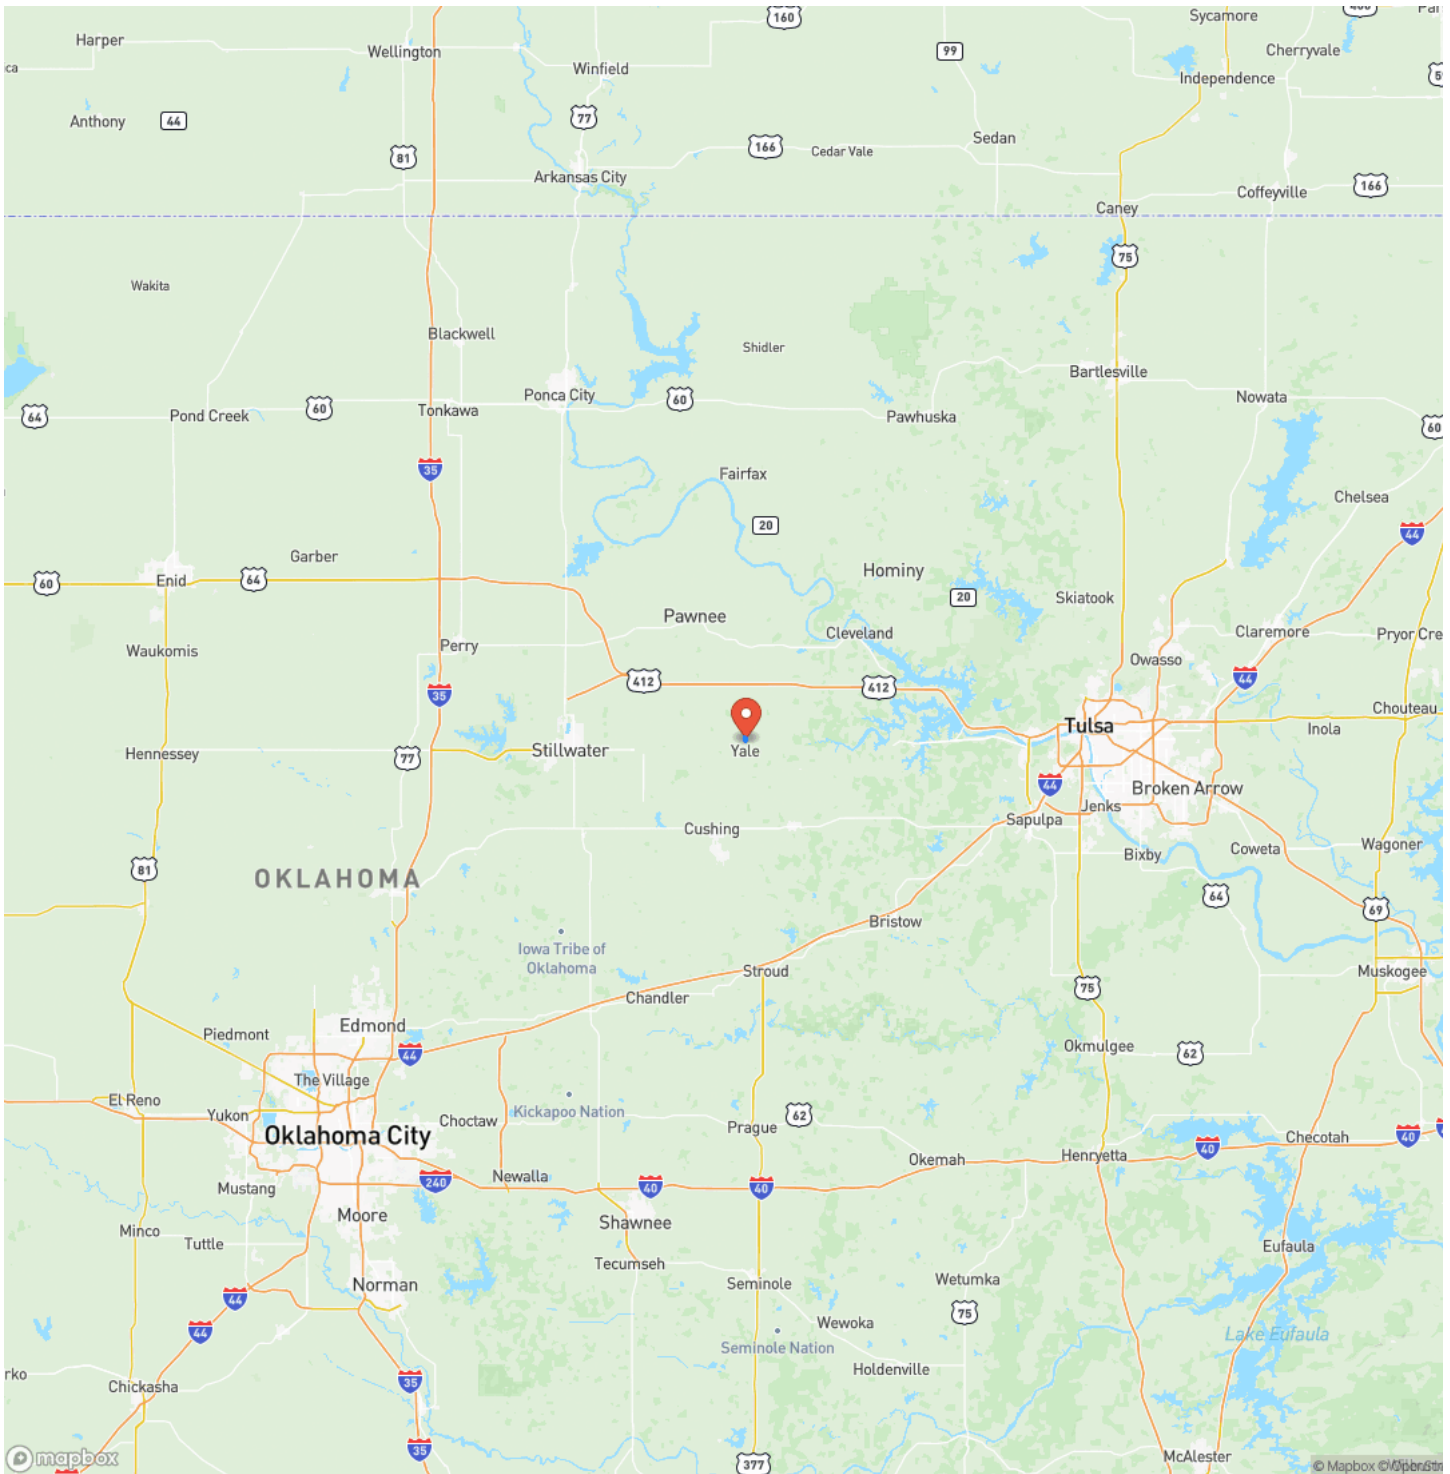 160
Sycamore
Harper
Wellington
99
Cherryvale
Winfield
Independence
Anthony
44
77
Sedan
81
166
Cedar Vale
Arkansas City
166
Coffeyville
Caney
75
Wakita
Blackwell
Shidler
Bartlesville
Ponca City
60
Nowata
64
Pond Creek
60
Tonkawa
Pawhuska
60
35
Fairfax
Chelsea
20
44
Garber
Hominy
60
Enid
64
20
Skiatook
Pawnee
Cleveland
Claremore
Pryor Cre
Waukomis
Perry
Owasso
412
412
44
35
Chouteau
Tulsa
Inola
Hennessey
77
Stillwater
Yale
44
Broken Arrow
Jenks
Sapulpa
Cushing
Bixby
Coweta
Wagoner
81
OKLAHOMA
64
69
Bristow
Iowa Tribe of
Oklahoma
Stroud
Muskogee
75
Chandler
Edmond
Piedmont
44
Okmulgee
62
The Village
El Reno
Yukon
Kickapoo Nation
62
Choctaw
Oklahoma City
Prague
Checotah
40
40
Okemah
Henryetta
Newalla
240
40
40
Mustang
Moore
Shawnee
Minco
Tuttle
Eufaula
Tecumseh
Norman
Seminole
Wetumka
44
75
44
Wewoka
Lake Eufaula
Seminole Nation
Holdenville
rko
35
Chickasha
35
mapbox
377
McAlester
© Mapbox